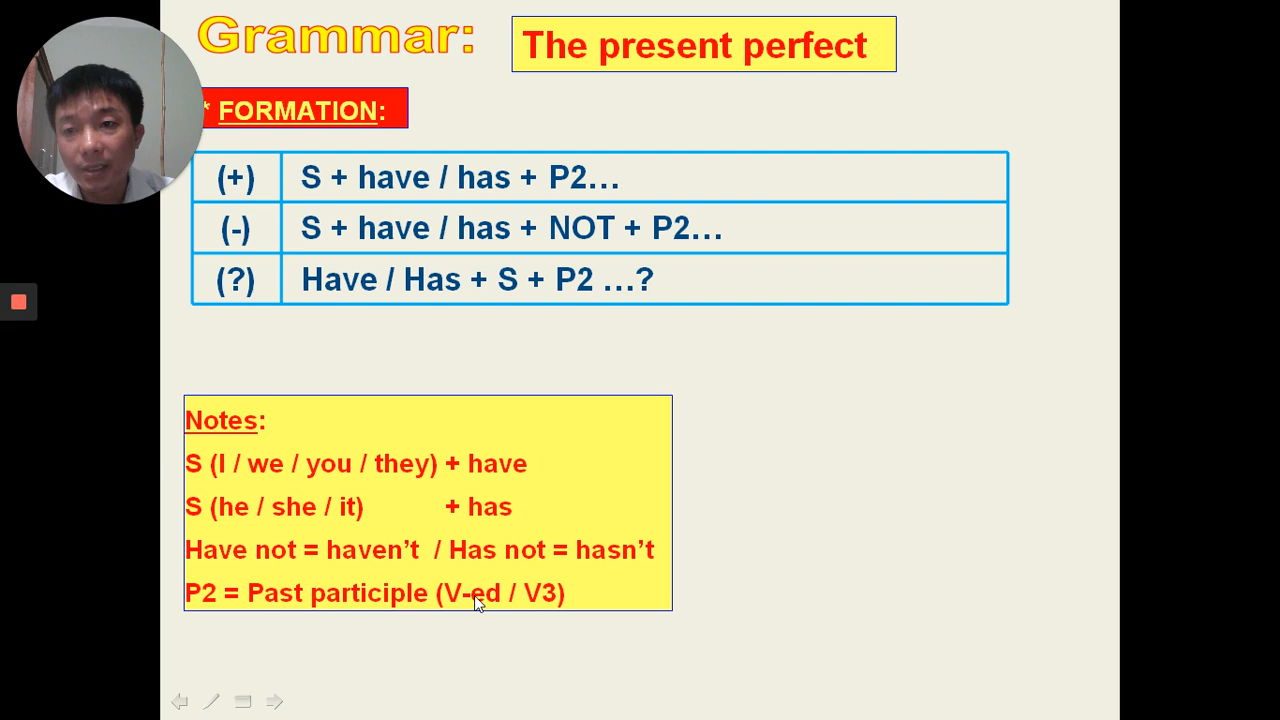 Grammar:
The present perfect
* FORMATION:
(+) S + have / has + P2…
(-) S + have / has + NOT + P2…
(?) Have / Has + S + P2 …?
Notes:
S (I / we / you / they) + have
S (he / she / it) + has
Have not = haven’t / Has not = hasn’t
P2 = Past participle (V-ed / V3)